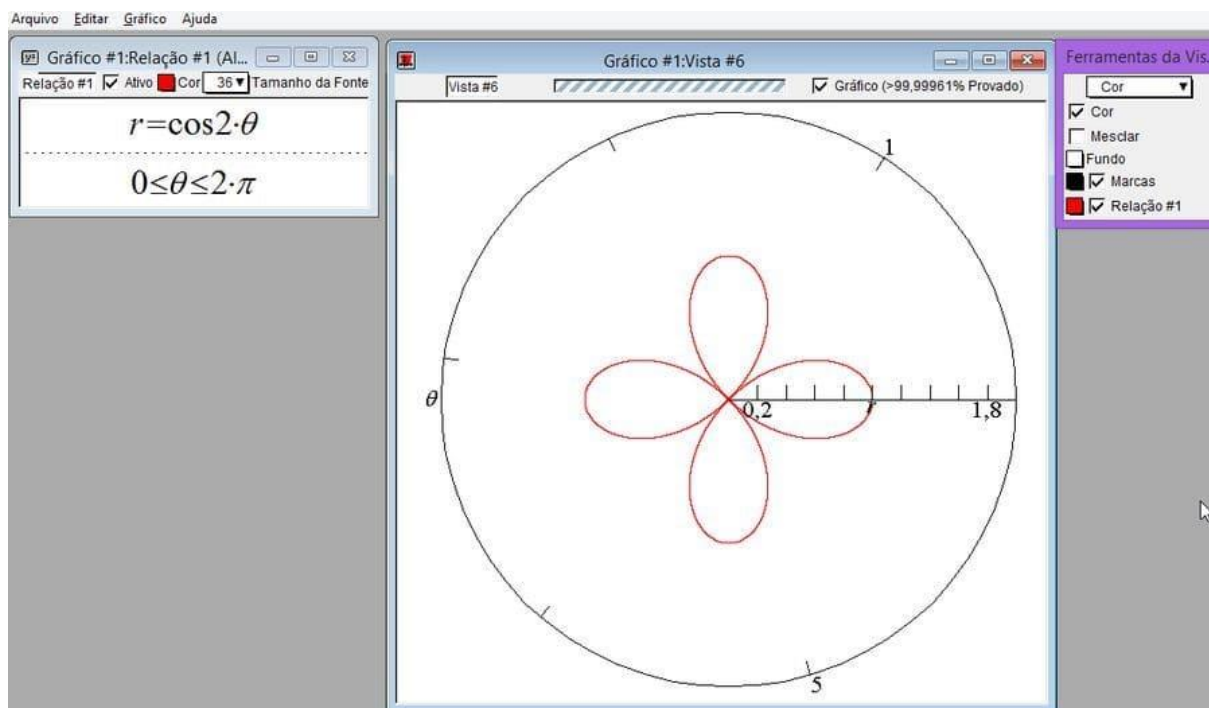 Arquivo Editar Gráfico Ajuda
Gráfico #1:Relação #1 (Al...
Relação #1 Ativo Cor 36 Tamanho da Fonte
r=cos2·θ
0≤θ≤2·π
Gráfico #1:Vista #6
Vista #6 Gráfico (>99,99961% Provado)
1
θ
0,2 r 1,8
5
Ferramentas da Vis.
Cor
Cor
Mesclar
Fundo
Marcas
Relação #1